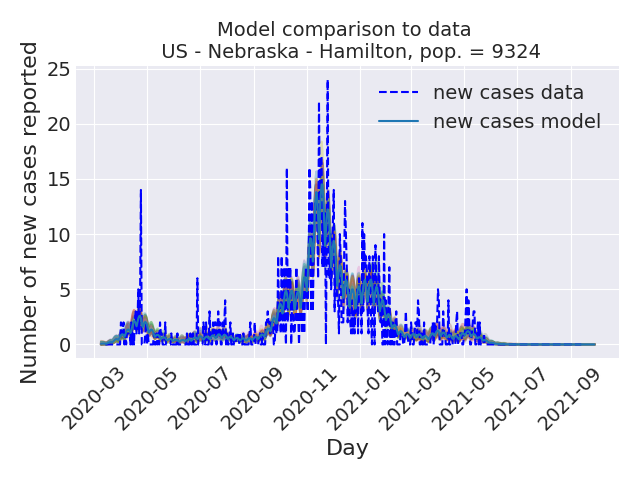 Model comparison to data
US - Nebraska - Hamilton, pop. = 9324
Number of new cases reported
25
20
15
10
5
0
new cases data
new cases model
2020-03
2020-05
2020-07
2020-09
2020-11
2021-01
2021-03
2021-05
2021-07
2021-09
Day